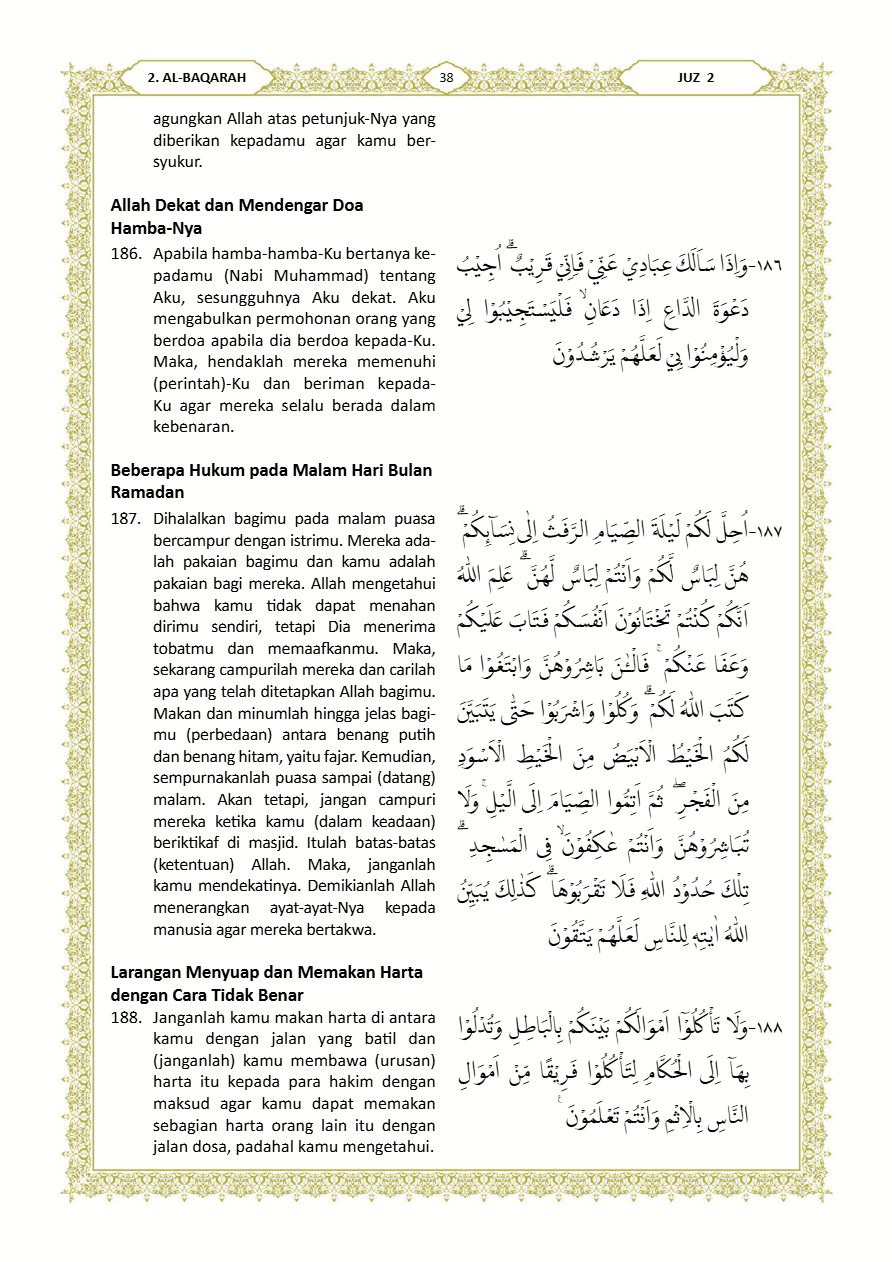 2. AL-BAQARAH
38
JUZ 2
agungkan Allah atas petunjuk-Nya yang
diberikan kepadamu agar kamu ber-
syukur.
Allah Dekat dan Mendengar Doa
Hamba-Nya
186. Apabila hamba-hamba-Ku bertanya ke-
padamu (Nabi Muhammad) tentang
Aku, sesungguhnya Aku dekat. Aku
mengabulkan permohonan orang yang
berdoa apabila dia berdoa kepada-Ku.
Maka, hendaklah mereka memenuhi
(perintah)-Ku dan beriman kepada-
Ku agar mereka selalu berada dalam
kebenaran.
١٨٦-وَاِذَا سَاَلَكَ عِبَادِيْ عَنِّيْ فَاِنِّيْ قَرِيْبٌۗ اُجِيْبُ
دَعْوَةَ الدَّاعِ اِذَا دَعَانِۙ فَلْيَسْتَجِيْبُوْا لِيْ
وَلْيُؤْمِنُوْا بِيْ لَعَلَّهُمْ يَرْشُدُوْنَ
Beberapa Hukum pada Malam Hari Bulan
Ramadan
187. Dihalalkan bagimu pada malam puasa
bercampur dengan istrimu. Mereka ada-
lah pakaian bagimu dan kamu adalah
pakaian bagi mereka. Allah mengetahui
bahwa kamu tidak dapat menahan
dirimu sendiri, tetapi Dia menerima
tobatmu dan memaafkanmu. Maka,
sekarang campurilah mereka dan carilah
apa yang telah ditetapkan Allah bagimu.
Makan dan minumlah hingga jelas bagi-
mu (perbedaan) antara benang putih
dan benang hitam, yaitu fajar. Kemudian,
sempurnakanlah puasa sampai (datang)
malam. Akan tetapi, jangan campuri
mereka ketika kamu (dalam keadaan)
beriktikaf di masjid. Itulah batas-batas
(ketentuan) Allah. Maka, janganlah
kamu mendekatinya. Demikianlah Allah
menerangkan ayat-ayat-Nya kepada
manusia agar mereka bertakwa.
١٨٧-اُحِلَّ لَكُمْ لَيْلَةَ الصِّيَامِ الرَّفَثُ اِلٰى نِسَاۤىِٕكُمْۗ
هُنَّ لِبَاسٌ لَّكُمْ وَاَنْتُمْ لِبَاسٌ لَّهُنَّۗ عَلِمَ اللّٰهُ
اَنَّكُمْ كُنْتُمْ تَخْتَانُوْنَ اَنْفُسَكُمْ فَتَابَ عَلَيْكُمْ
وَعَفَا عَنْكُمْۚ فَالْـٰٔنَ بَاشِرُوْهُنَّ وَابْتَغُوْا مَا
كَتَبَ اللّٰهُ لَكُمْۗ وَكُلُوْا وَاشْرَبُوْا حَتّٰى يَتَبَيَّنَ
لَكُمُ الْخَيْطُ الْاَبْيَضُ مِنَ الْخَيْطِ الْاَسْوَدِ
مِنَ الْفَجْرِۖ ثُمَّ اَتِمُّوا الصِّيَامَ اِلَى الَّيْلِۚ وَلَا
تُبَاشِرُوْهُنَّ وَاَنْتُمْ عٰكِفُوْنَۙ فِى الْمَسٰجِدِۗ
تِلْكَ حُدُوْدُ اللّٰهِ فَلَا تَقْرَبُوْهَاۗ كَذٰلِكَ يُبَيِّنُ
اللّٰهُ اٰيٰتِهٖ لِلنَّاسِ لَعَلَّهُمْ يَتَّقُوْنَ
Larangan Menyuap dan Memakan Harta
dengan Cara Tidak Benar
188. Janganlah kamu makan harta di antara
kamu dengan jalan yang batil dan
(janganlah) kamu membawa (urusan)
harta itu kepada para hakim dengan
maksud agar kamu dapat memakan
sebagian harta orang lain itu dengan
jalan dosa, padahal kamu mengetahui.
١٨٨-وَلَا تَأْكُلُوْٓا اَمْوَالَكُمْ بَيْنَكُمْ بِالْبَاطِلِ وَتُدْلُوْا
بِهَآ اِلَى الْحُكَّامِ لِتَأْكُلُوْا فَرِيْقًا مِّنْ اَمْوَالِ
النَّاسِ بِالْاِثْمِ وَاَنْتُمْ تَعْلَمُوْنَࣖ